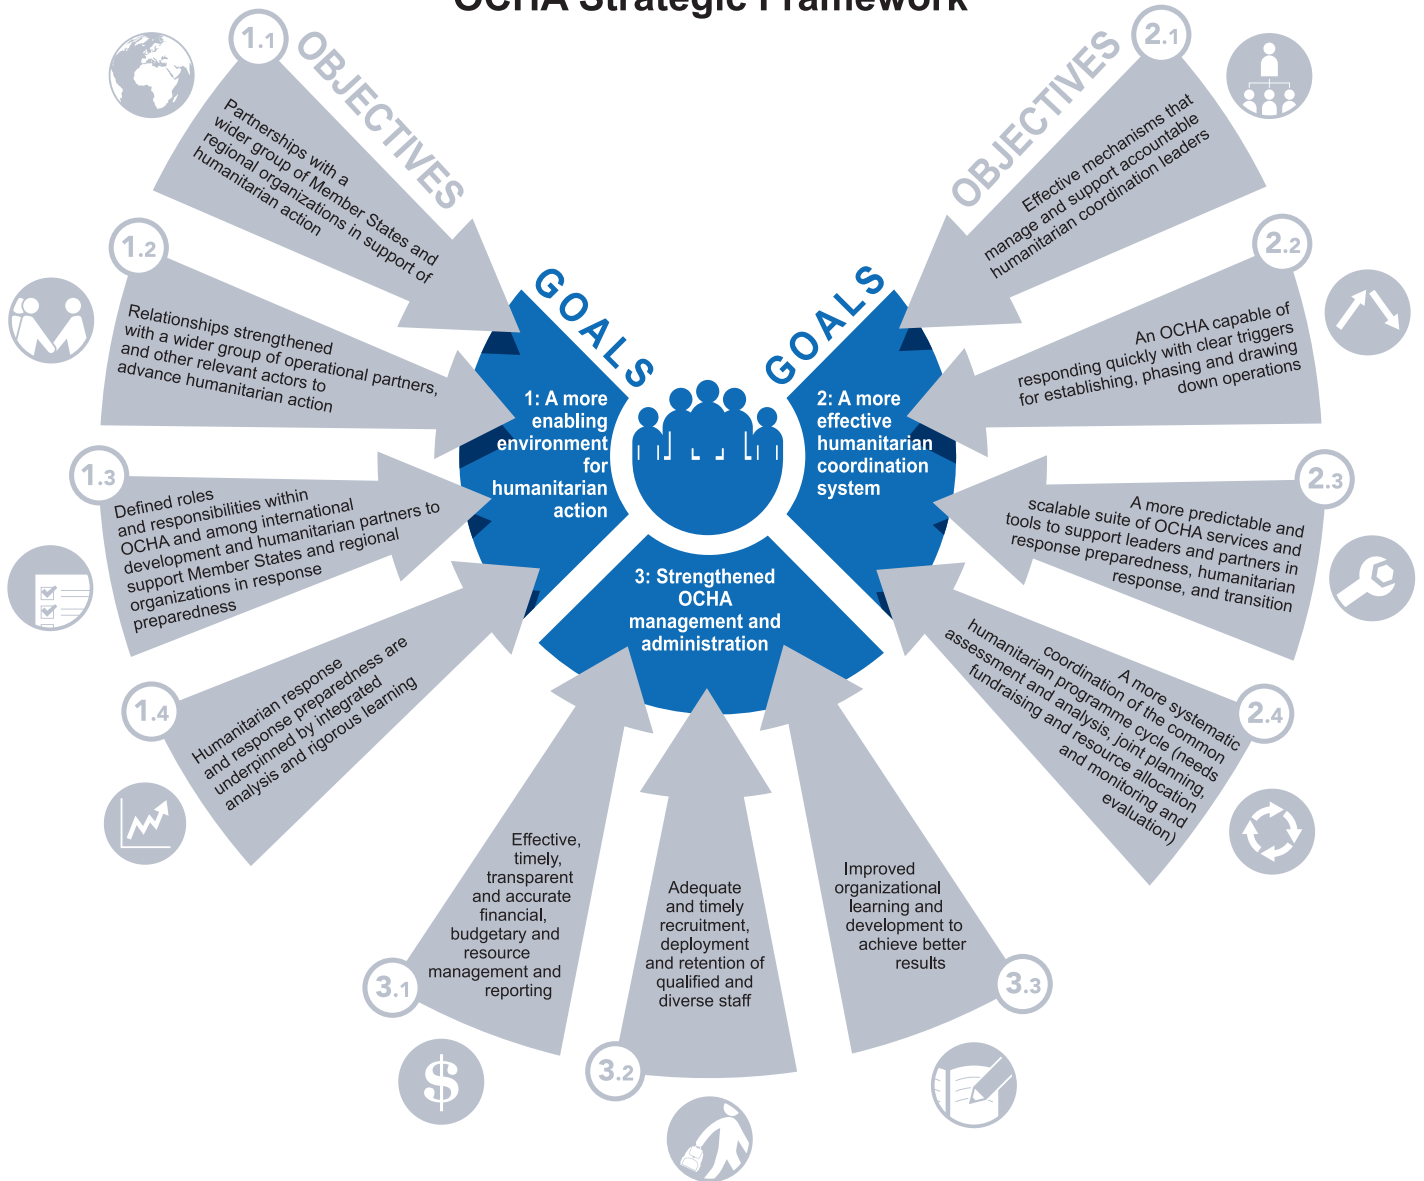 OCHA Strategic Framework
OBJECTIVES
1.1
Partnerships with a
wider group of Member States and
regional organizations in support of
humanitarian action
1.2
Relationships strengthened
with a wider group of operational partners,
and other relevant actors to
advance humanitarian action
1.3
Defined roles
and responsibilities within
OCHA and among international
development and humanitarian partners to
support Member States and regional
organizations in response
preparedness
1.4
Humanitarian response
and response preparedness are
underpinned by integrated
analysis and rigorous learning
GOALS
1: A more
enabling
environment
for
humanitarian
action
GOALS
2: A more
effective
humanitarian
coordination
system
3: Strengthened
OCHA
management and
administration
OBJECTIVES
2.1
Effective mechanisms that
manage and support accountable
humanitarian coordination leaders
2.2
An OCHA capable of
responding quickly with clear triggers
for establishing, phasing and drawing
down operations
2.3
A more predictable and
scalable suite of OCHA services and
tools to support leaders and partners in
response preparedness, humanitarian
response, and transition
2.4
A more systematic
coordination of the common
humanitarian programme cycle (needs
assessment and analysis, joint planning,
fundraising and resource allocation
and monitoring and
evaluation)
3.1
Effective,
timely,
transparent
and accurate
financial,
budgetary and
resource
management and
reporting
$
3.2
Adequate
and timely
recruitment,
deployment
and retention of
qualified and
diverse staff
3.3
Improved
organizational
learning and
development to
achieve better
results